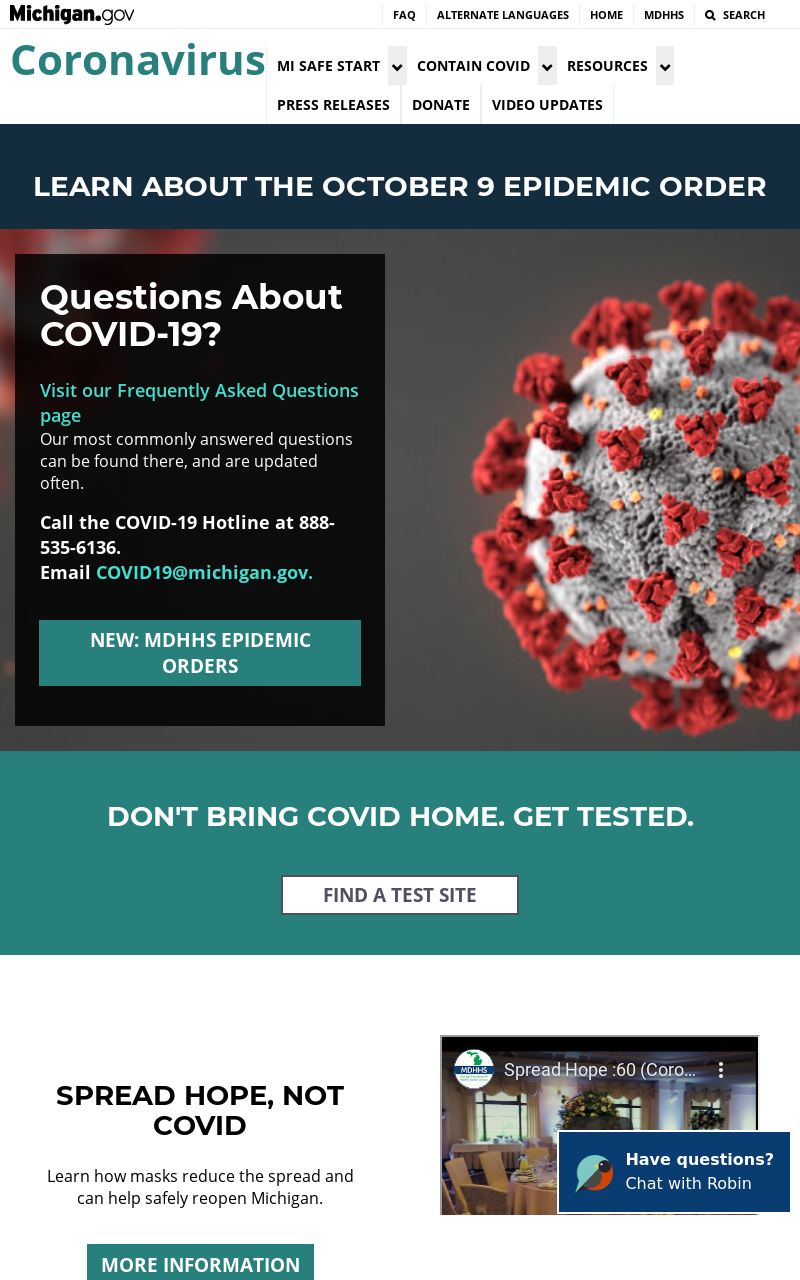 Michigan.gov
FAQ
ALTERNATE LANGUAGES
HOME
MDHHS
SEARCH
Coronavirus
MI SAFE START
CONTAIN COVID
RESOURCES
PRESS RELEASES
DONATE
VIDEO UPDATES
LEARN ABOUT THE OCTOBER 9 EPIDEMIC ORDER
Questions About
COVID-19?
Visit our Frequently Asked Questions
page
Our most commonly answered questions
can be found there, and are updated
often.
Call the COVID-19 Hotline at 888-
535-6136.
Email COVID19@michigan.gov.
NEW: MDHHS EPIDEMIC
ORDERS
DON'T BRING COVID HOME. GET TESTED.
FIND A TEST SITE
SPREAD HOPE, NOT
COVID
Learn how masks reduce the spread and
can help safely reopen Michigan.
MORE INFORMATION
MDHHS
Spread Hope :60 (Coro...
Have questions?
Chat with Robin